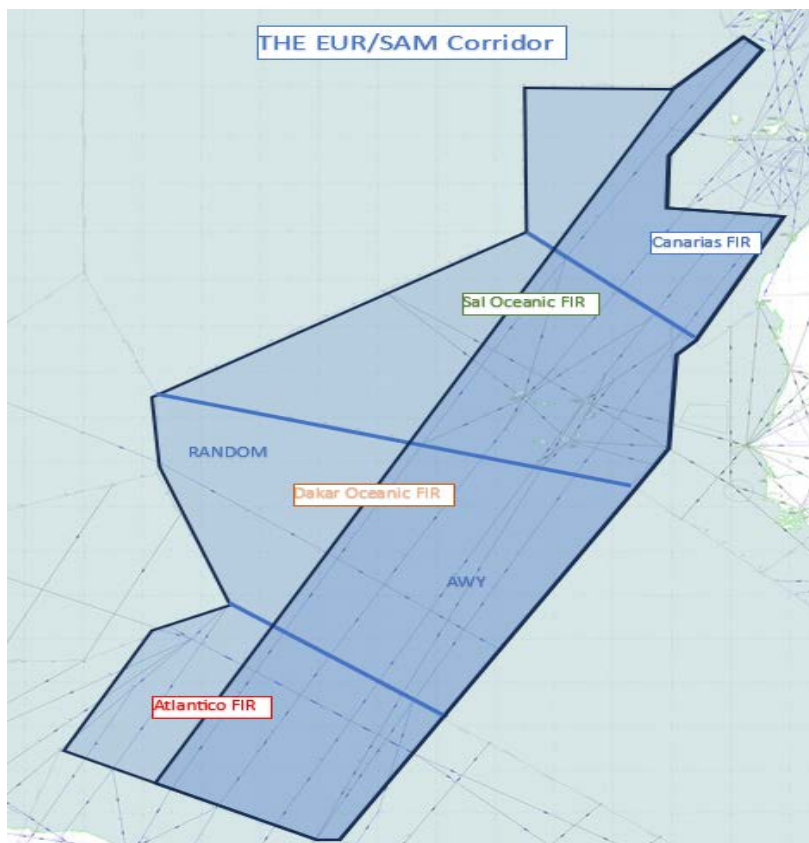 THE EUR/SAM Corridor
Canarias FIR
Sal Oceanic FIR
RANDOM
Dakar Oceanic FIR
AWY
Atlantico FIR